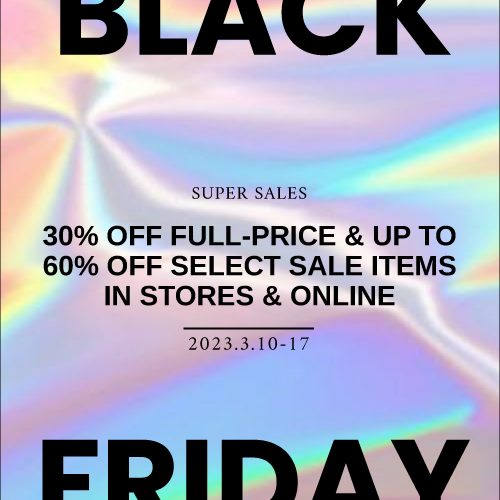 BLACK
SUPER SALES
30% OFF FULL-PRICE & UP TO
60% OFF SELECT SALE ITEMS
IN STORES & ONLINE
2023.3.10-17
FRIDAY